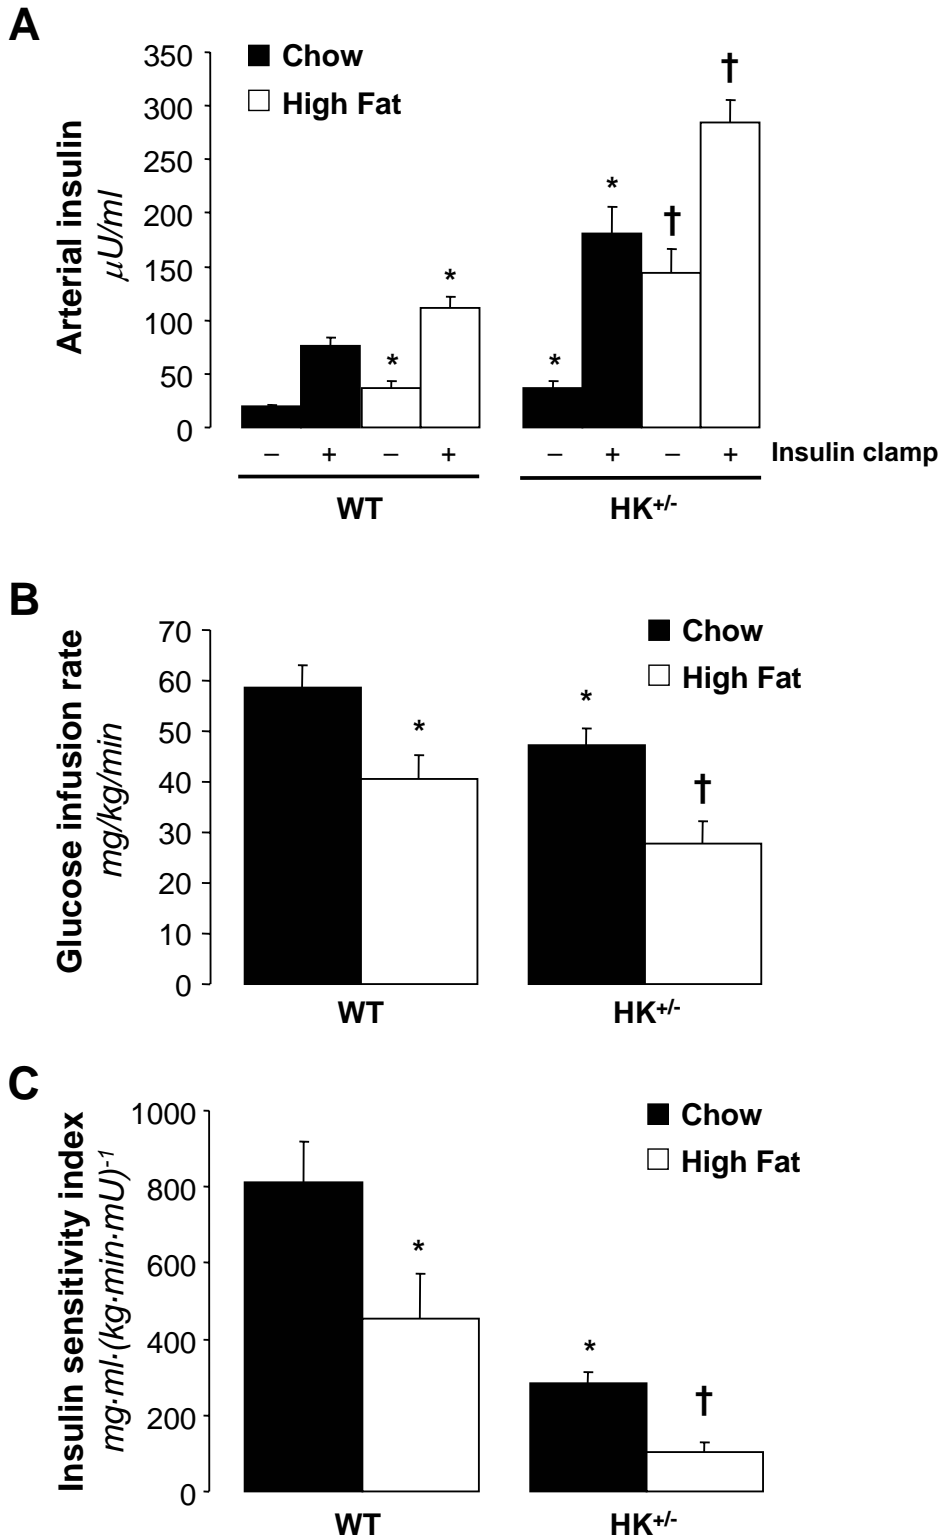 A
350
300
250
200
150
100
50
0
Arterial insulin
μU/ml
Chow
High Fat
* * * * † †
– + – + – + – + Insulin clamp
WT HK+/-
B
70
60
50
40
30
20
10
0
Glucose infusion rate
mg/kg/min
Chow
High Fat
* * †
WT HK+/-
C
1000
800
600
400
200
0
Insulin sensitivity index
mg·ml·(kg·min·mU)-1
Chow
High Fat
* * †
WT HK+/-